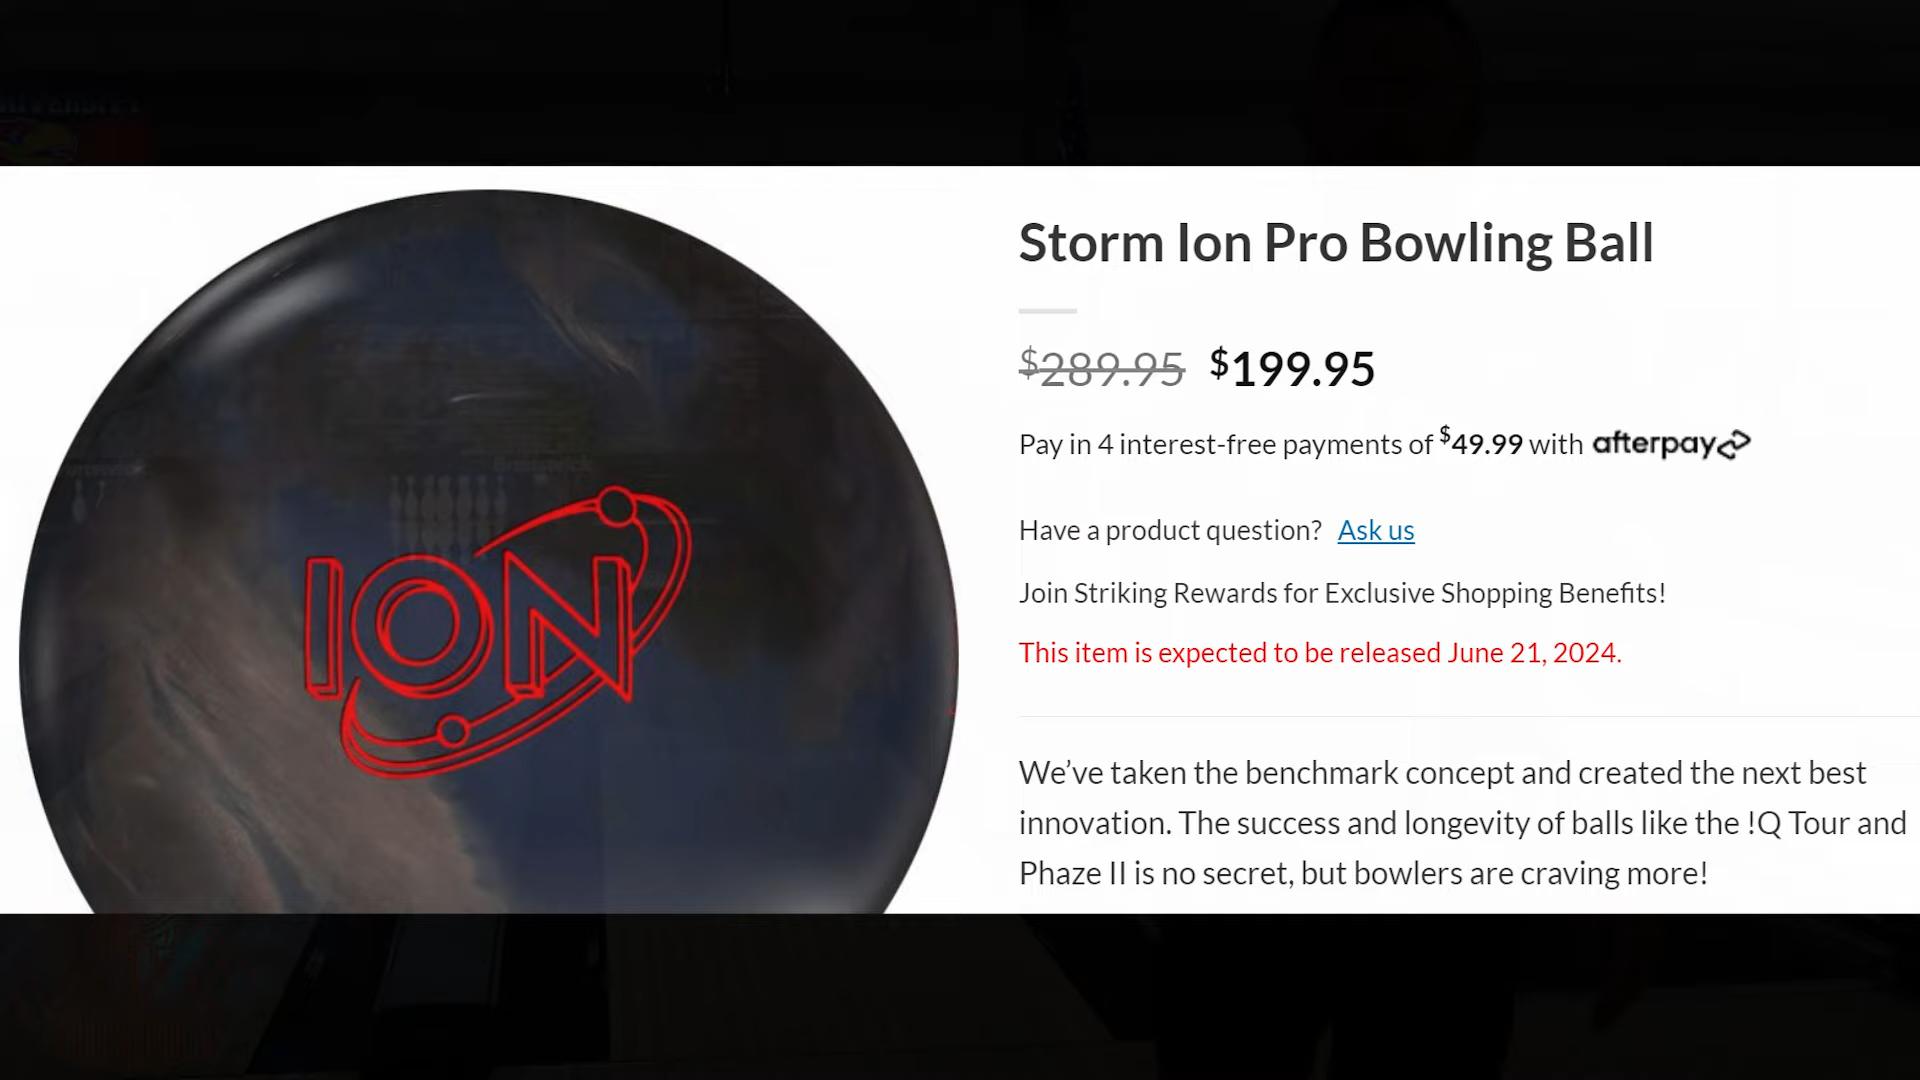 Storm Ion Pro Bowling Ball
$289.95 $199.95
Pay in 4 interest-free payments of $49.99 with afterpay
Have a product question? Ask us
Join Striking Rewards for Exclusive Shopping Benefits!
This item is expected to be released June 21, 2024.
We’ve taken the benchmark concept and created the next best
innovation. The success and longevity of balls like the !Q Tour and
Phaze II is no secret, but bowlers are craving more!
Brunswick
ION